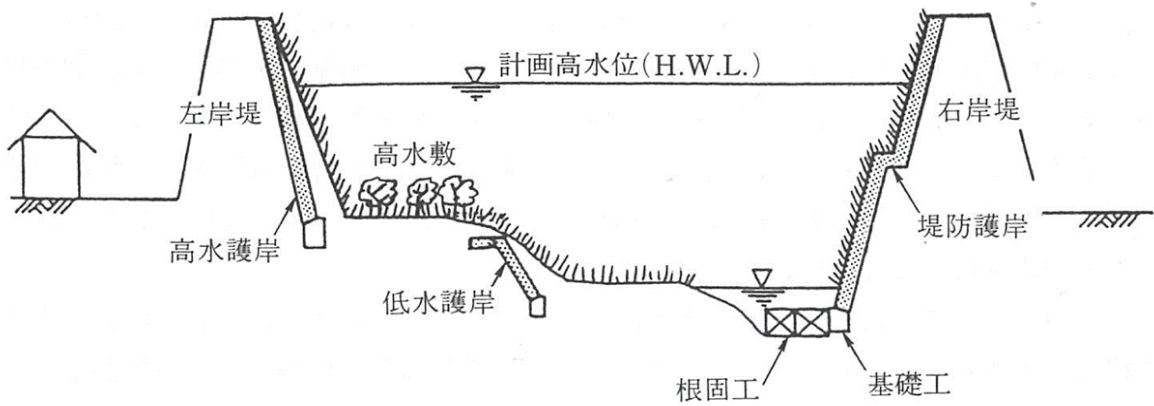 計画高水位(H.W.L.)
左岸堤
右岸堤
高水敷
堤防護岸
高水護岸
低水護岸
根固工
基礎工